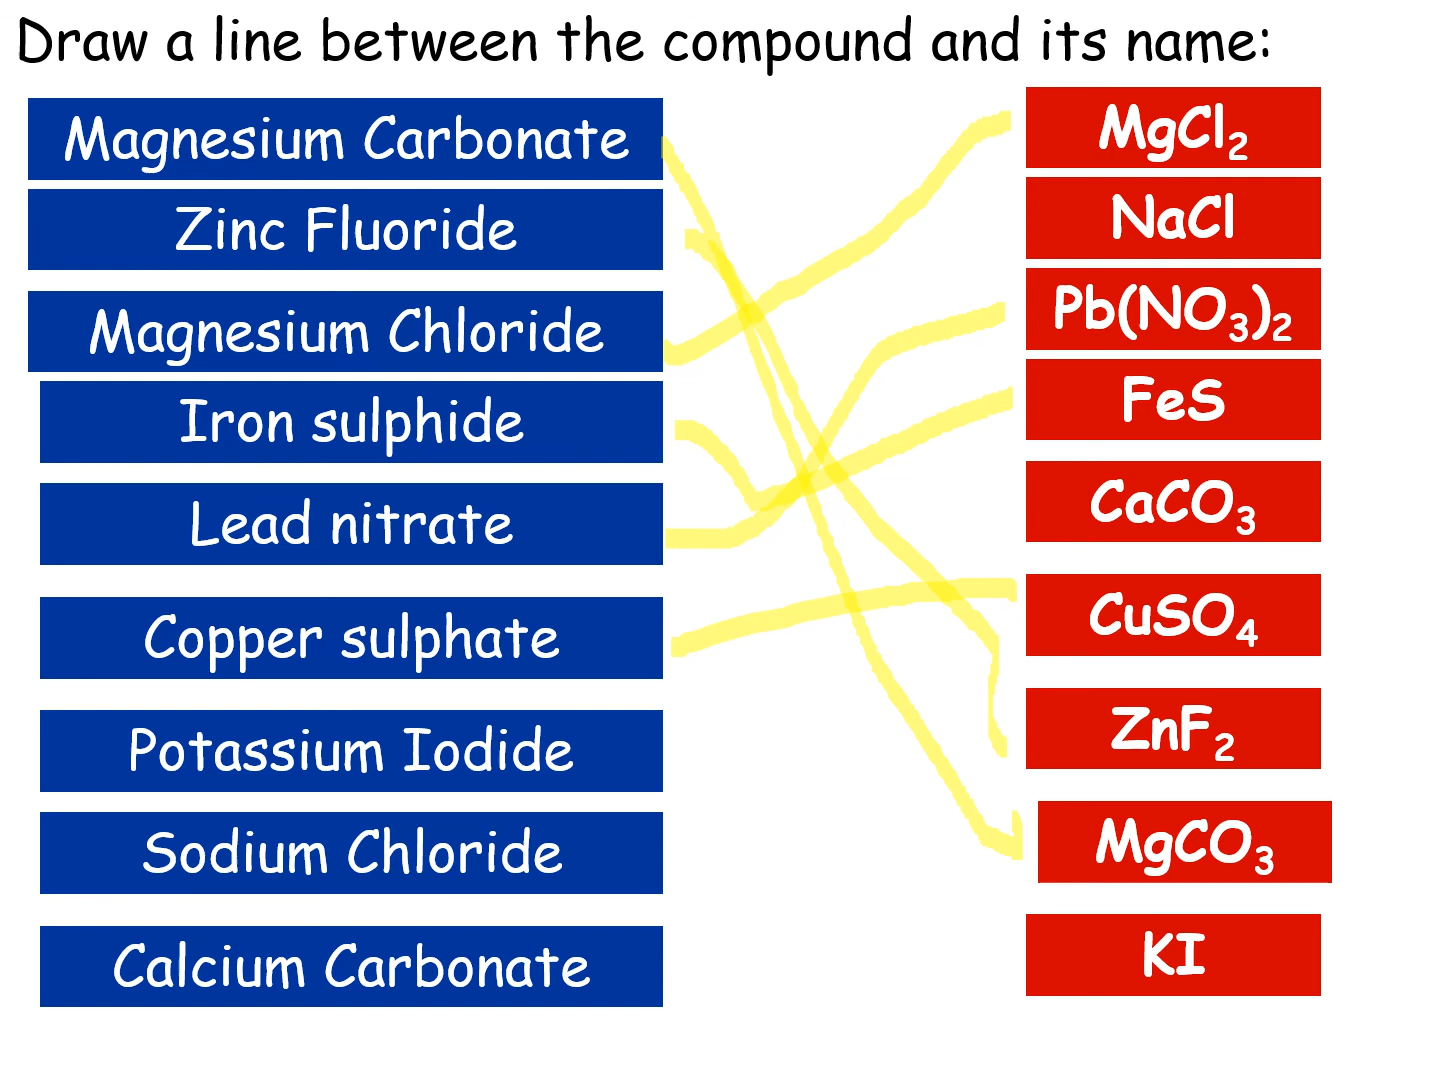 Draw a line between the compound and its name:
Magnesium Carbonate
Zinc Fluoride
Magnesium Chloride
Iron sulphide
Lead nitrate
Copper sulphate
Potassium Iodide
Sodium Chloride
Calcium Carbonate
MgCl₂
NaCl
Pb(NO₃)₂
FeS
CaCO₃
CuSO₄
ZnF₂
MgCO₃
KI